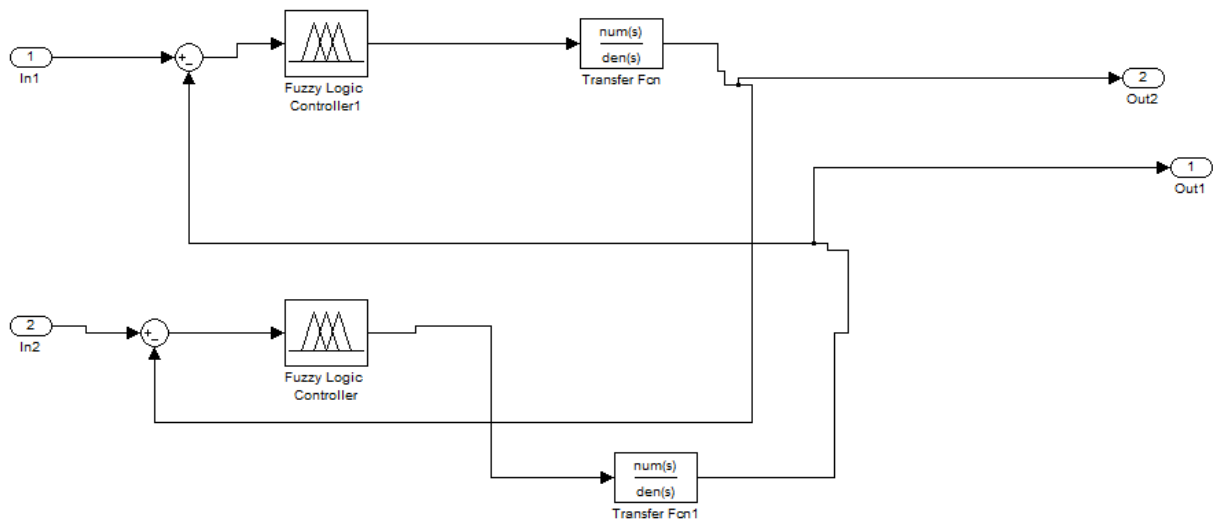 1
In1
+
−
Fuzzy Logic
Controller1
num(s)
den(s)
Transfer Fcn
2
Out2
1
Out1
2
In2
+
−
Fuzzy Logic
Controller
num(s)
den(s)
Transfer Fcn1